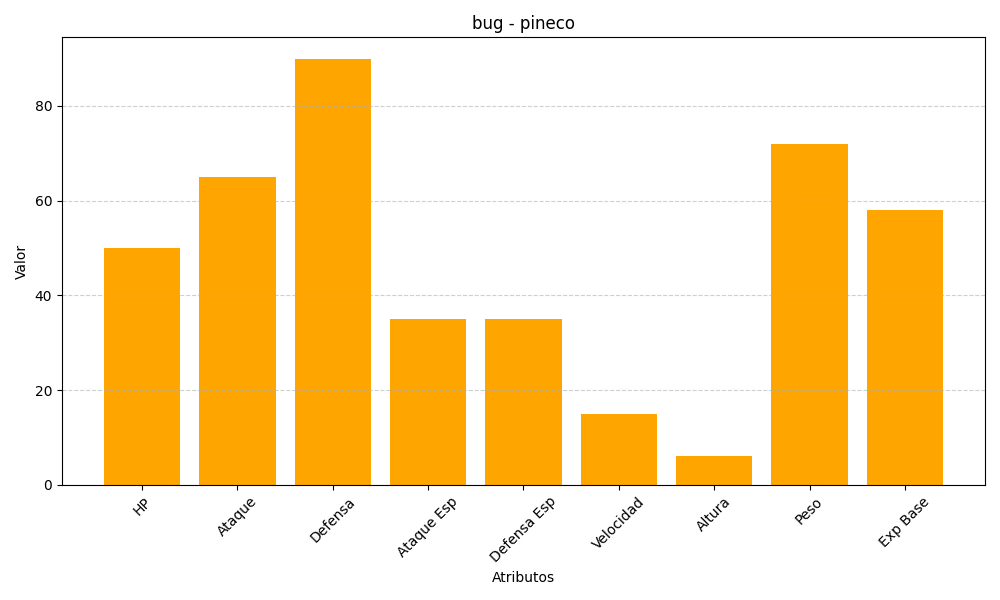 bug - pineco
Valor
80
60
40
20
0
HP
Ataque
Defensa
Ataque Esp
Defensa Esp
Velocidad
Altura
Peso
Exp Base
Atributos